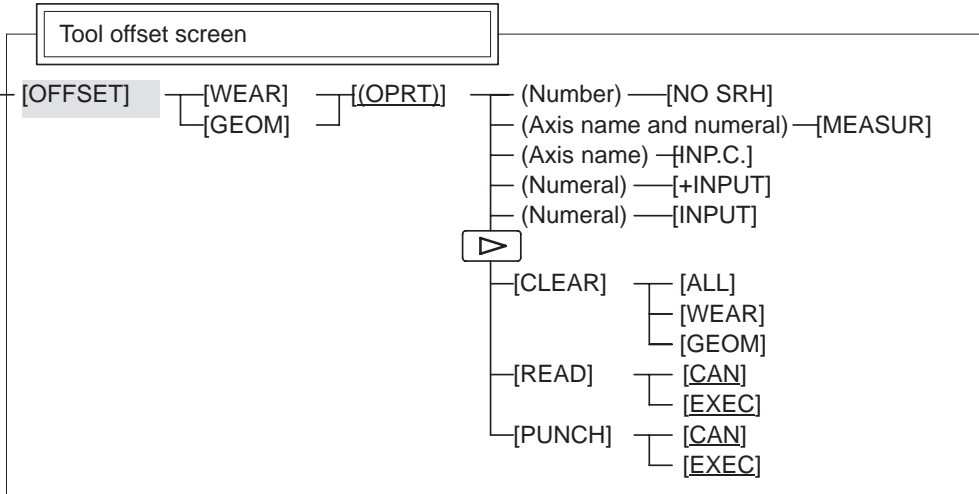 Tool offset screen
[OFFSET] [WEAR] [(OPRT)] (Number) [NO SRH]
[GEOM] (Axis name and numeral) [MEASUR]
(Axis name) [INP.C.]
(Numeral) [+INPUT]
(Numeral) [INPUT]
[CLEAR] [ALL]
[WEAR]
[GEOM]
[READ] [CAN]
[EXEC]
[PUNCH] [CAN]
[EXEC]